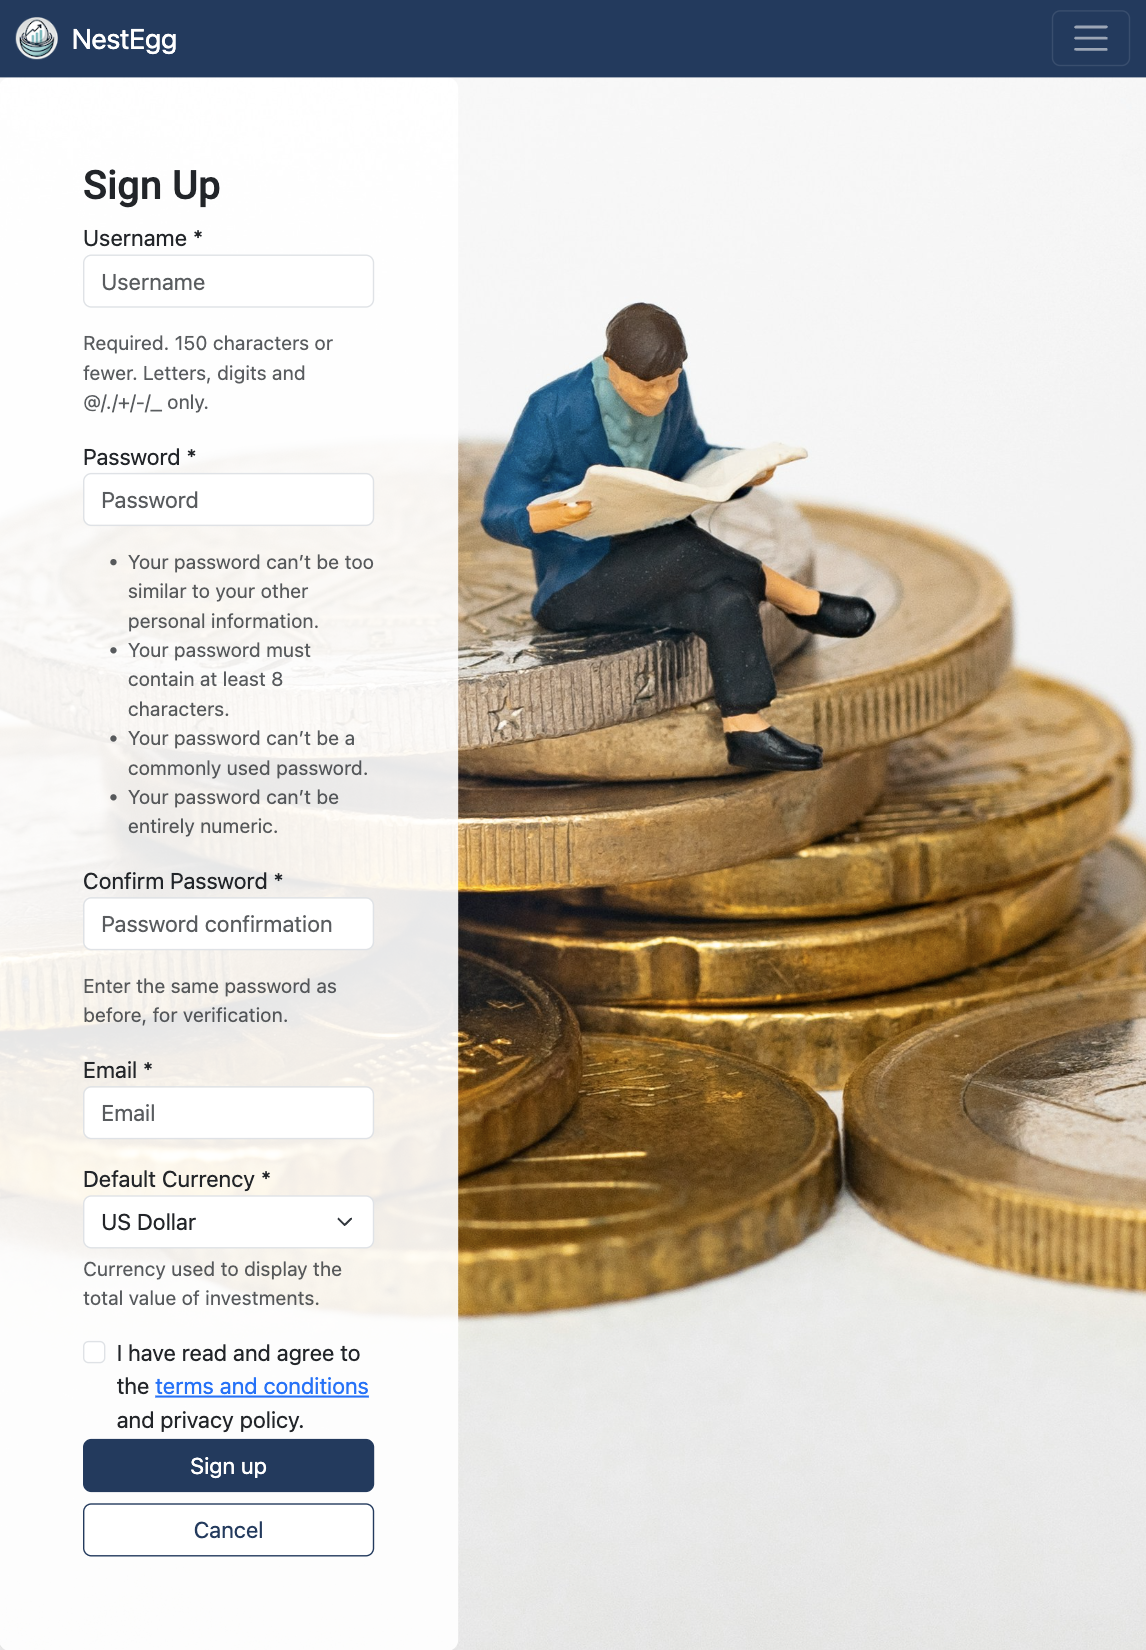 NestEgg
Sign Up
Username *
Username
Required. 150 characters or
fewer. Letters, digits and
@/./+/-/_ only.
Password *
Password
• Your password can’t be too
similar to your other
personal information.
• Your password must
contain at least 8
characters.
• Your password can’t be a
commonly used password.
• Your password can’t be
entirely numeric.
Confirm Password *
Password confirmation
Enter the same password as
before, for verification.
Email *
Email
Default Currency *
US Dollar
Currency used to display the
total value of investments.
I have read and agree to
the terms and conditions
and privacy policy.
Sign up
Cancel
2